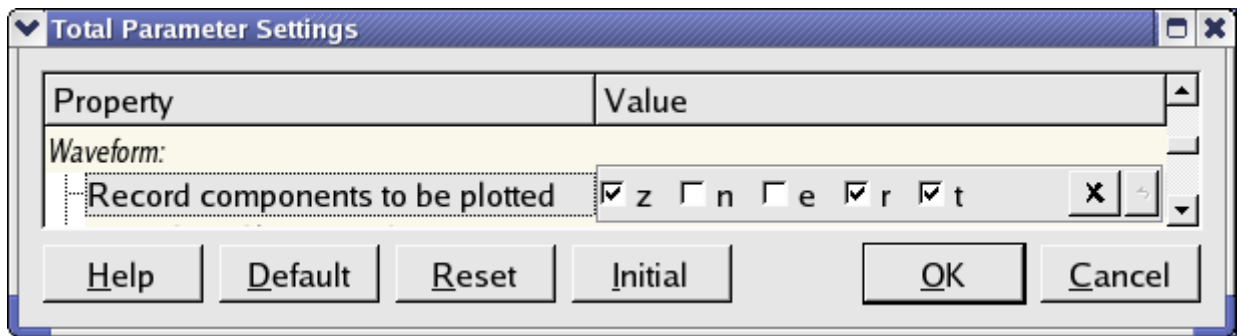 Total Parameter Settings
Property Value
Waveform:
Record components to be plotted z n e r t
Help Default Reset Initial OK Cancel